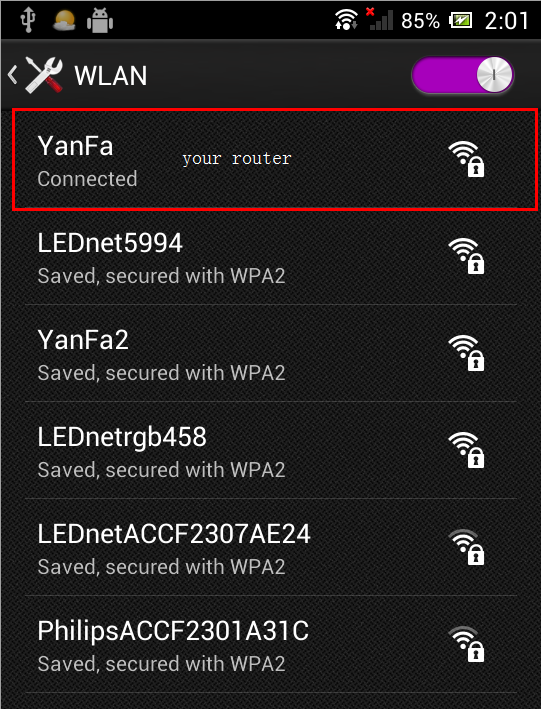 85% 2:01
WLAN
YanFa
your router
Connected
LEDnet5994
Saved, secured with WPA2
YanFa2
Saved, secured with WPA2
LEDnetrgb458
Saved, secured with WPA2
LEDnetACCF2307AE24
Saved, secured with WPA2
PhilipsACCF2301A31C
Saved, secured with WPA2